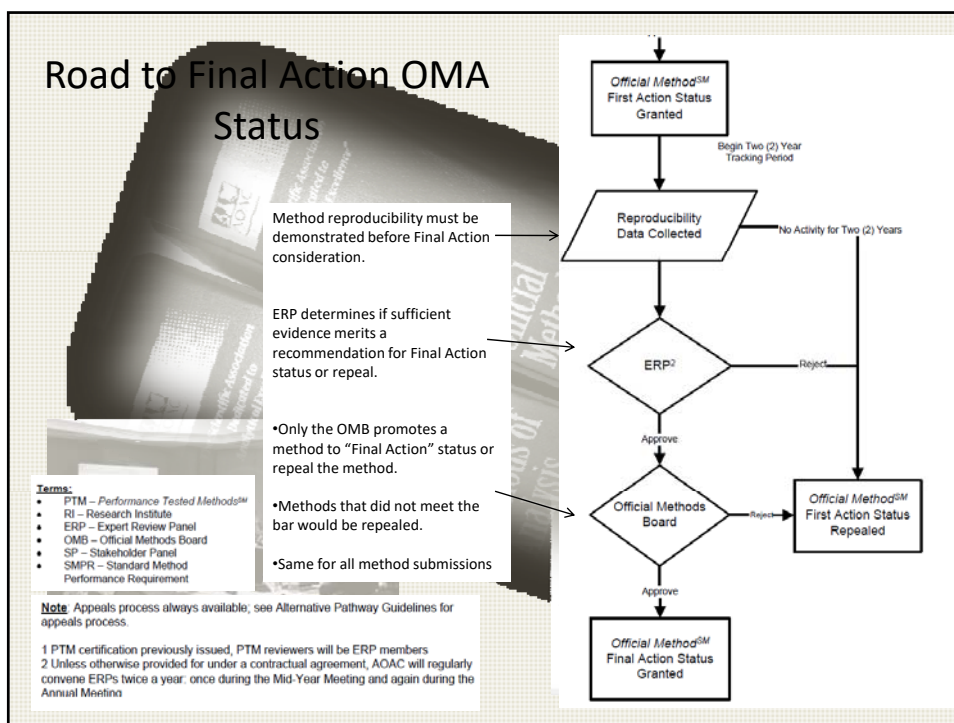 Road to Final Action OMA
Status
Method reproducibility must be
demonstrated before Final Action
consideration.
ERP determines if sufficient
evidence merits a
recommendation for Final Action
status or repeal.
•Only the OMB promotes a
method to “Final Action” status or
repeal the method.
•Methods that did not meet the
bar would be repealed.
•Same for all method submissions
Terms:
• PTM – Performance Tested Methods℠
• RI – Research Institute
• ERP – Expert Review Panel
• OMB – Official Methods Board
• SP – Stakeholder Panel
• SMPR – Standard Method
Performance Requirement
Note: Appeals process always available; see Alternative Pathway Guidelines for
appeals process.
1 PTM certification previously issued, PTM reviewers will be ERP members
2 Unless otherwise provided for under a contractual agreement, AOAC will regularly
convene ERPs twice a year: once during the Mid-Year Meeting and again during the
Annual Meeting
Official Method℠
First Action Status
Granted
Begin Two (2) Year
Tracking Period
Reproducibility
Data Collected
No Activity for Two (2) Years
ERP²
Reject
Approve
Official Methods
Board
Reject
Official Method℠
First Action Status
Repealed
Approve
Official Method℠
Final Action Status
Granted
AOAC